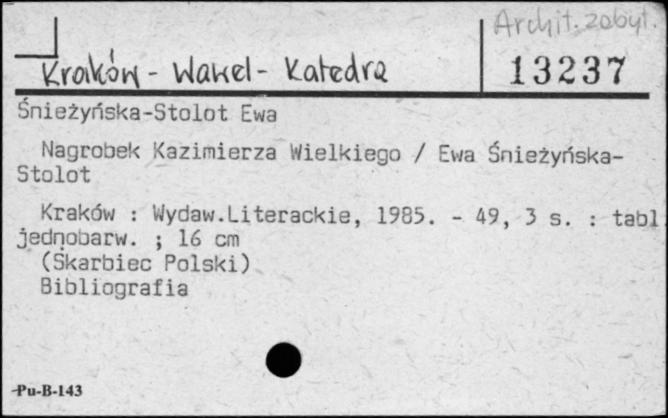 Archit. zabyt.
Kraków - Wawel - Katedra
13237
Śnieżyńska-Stolot Ewa
Nagrobek Kazimierza Wielkiego / Ewa Śnieżyńska-
Stolot
Kraków : Wydaw.Literackie, 1985. - 49, 3 s. : tabl.
jednobarw. ; 16 cm
(Skarbiec Polski)
Bibliografia
Pu-B-143